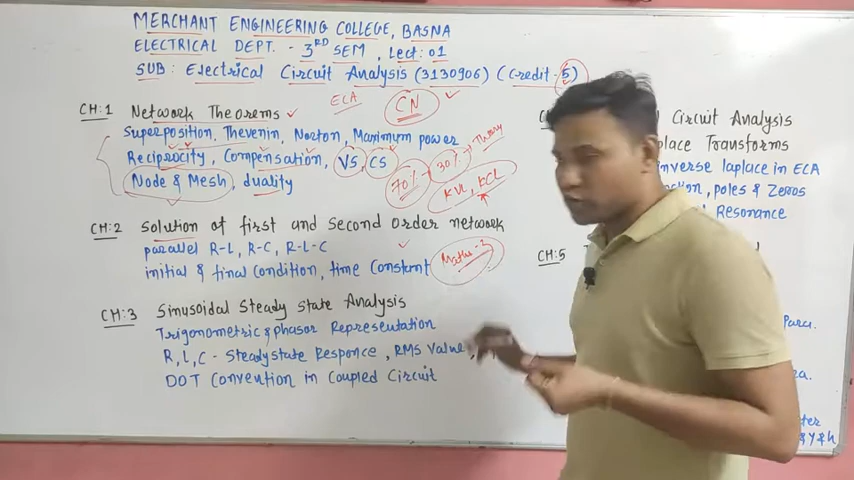 MERCHANT ENGINEERING COLLEGE, BASNA
ELECTRICAL DEPT. - 3RD SEM, Lect: 01
SUB: Electrical Circuit Analysis (3130906) (Credit-5)
ECA
CN
CH:1 Network Theorems
Superposition, Thevenin, Norton, Maximum power
Reciprocity, Compensation, VS, CS
Node & Mesh, duality
70%
30% → Theory
KVL, KCL
CH:2 Solution of first and second order network
parallel R-L, R-C, R-L-C
initial & final Condition, time Constant
Maths-2
CH:3 Sinusoidal Steady State Analysis
Trigonometric & phasor Representation
R, L, C - Steady state Responce, RMS Value,
DOT Convention in Coupled Circuit
Circuit Analysis
place Transforms
inverse laplace in ECA
ction, poles & Zeros
Resonance
CH:5
Para.
ra.
ter
&Y&h